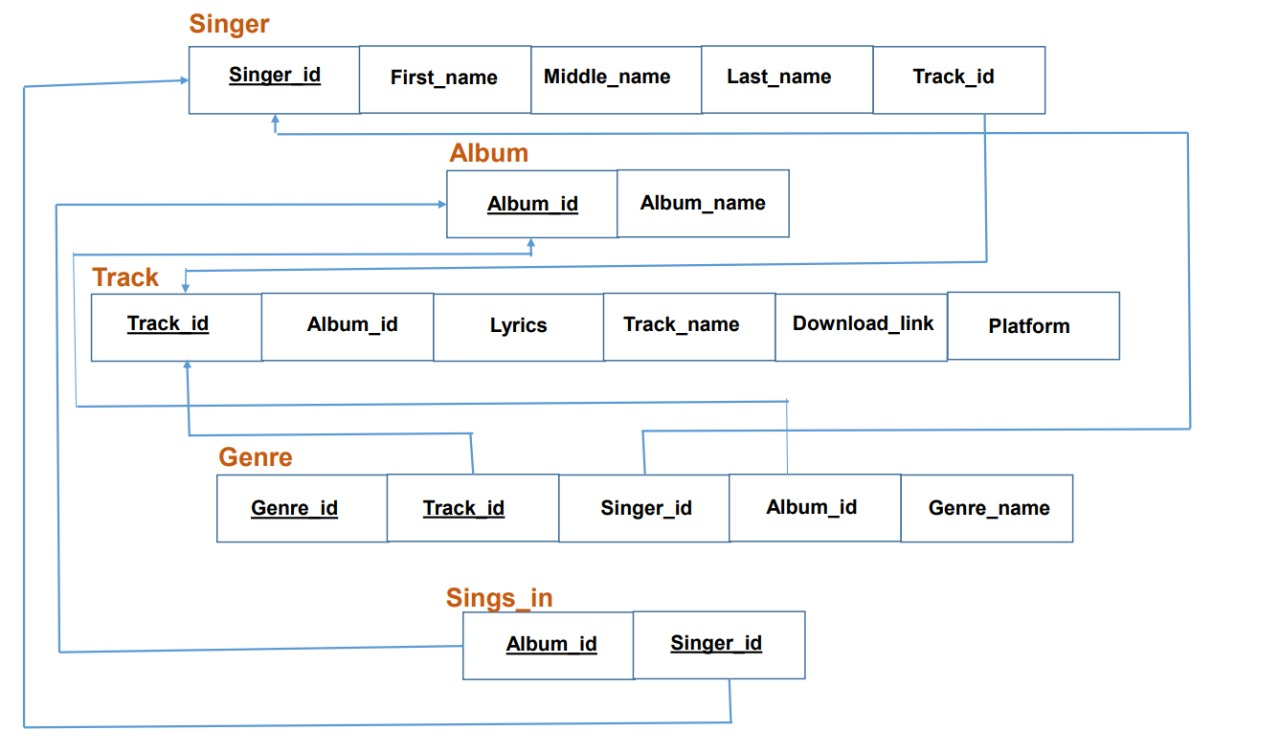 Singer
Singer_id First_name Middle_name Last_name Track_id
Album
Album_id Album_name
Track
Track_id Album_id Lyrics Track_name Download_link Platform
Genre
Genre_id Track_id Singer_id Album_id Genre_name
Sings_in
Album_id Singer_id